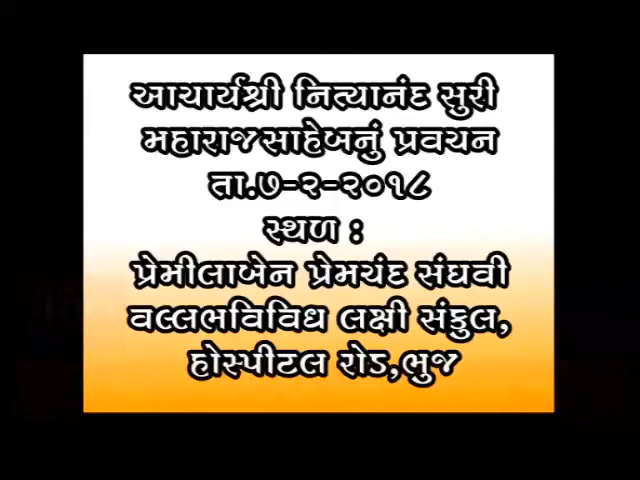 આચાર્યશ્રી નિત્યાનંદ સુરી
મહારાજસાહેબનું પ્રવચન
તા.૭-૨-૨૦૧૮
સ્થળ :
પ્રેમીલાબેન પ્રેમચંદ સંઘવી
વલ્લભવિવિધ લક્ષી સંકુલ,
હોસ્પીટલ રોડ,ભુજ